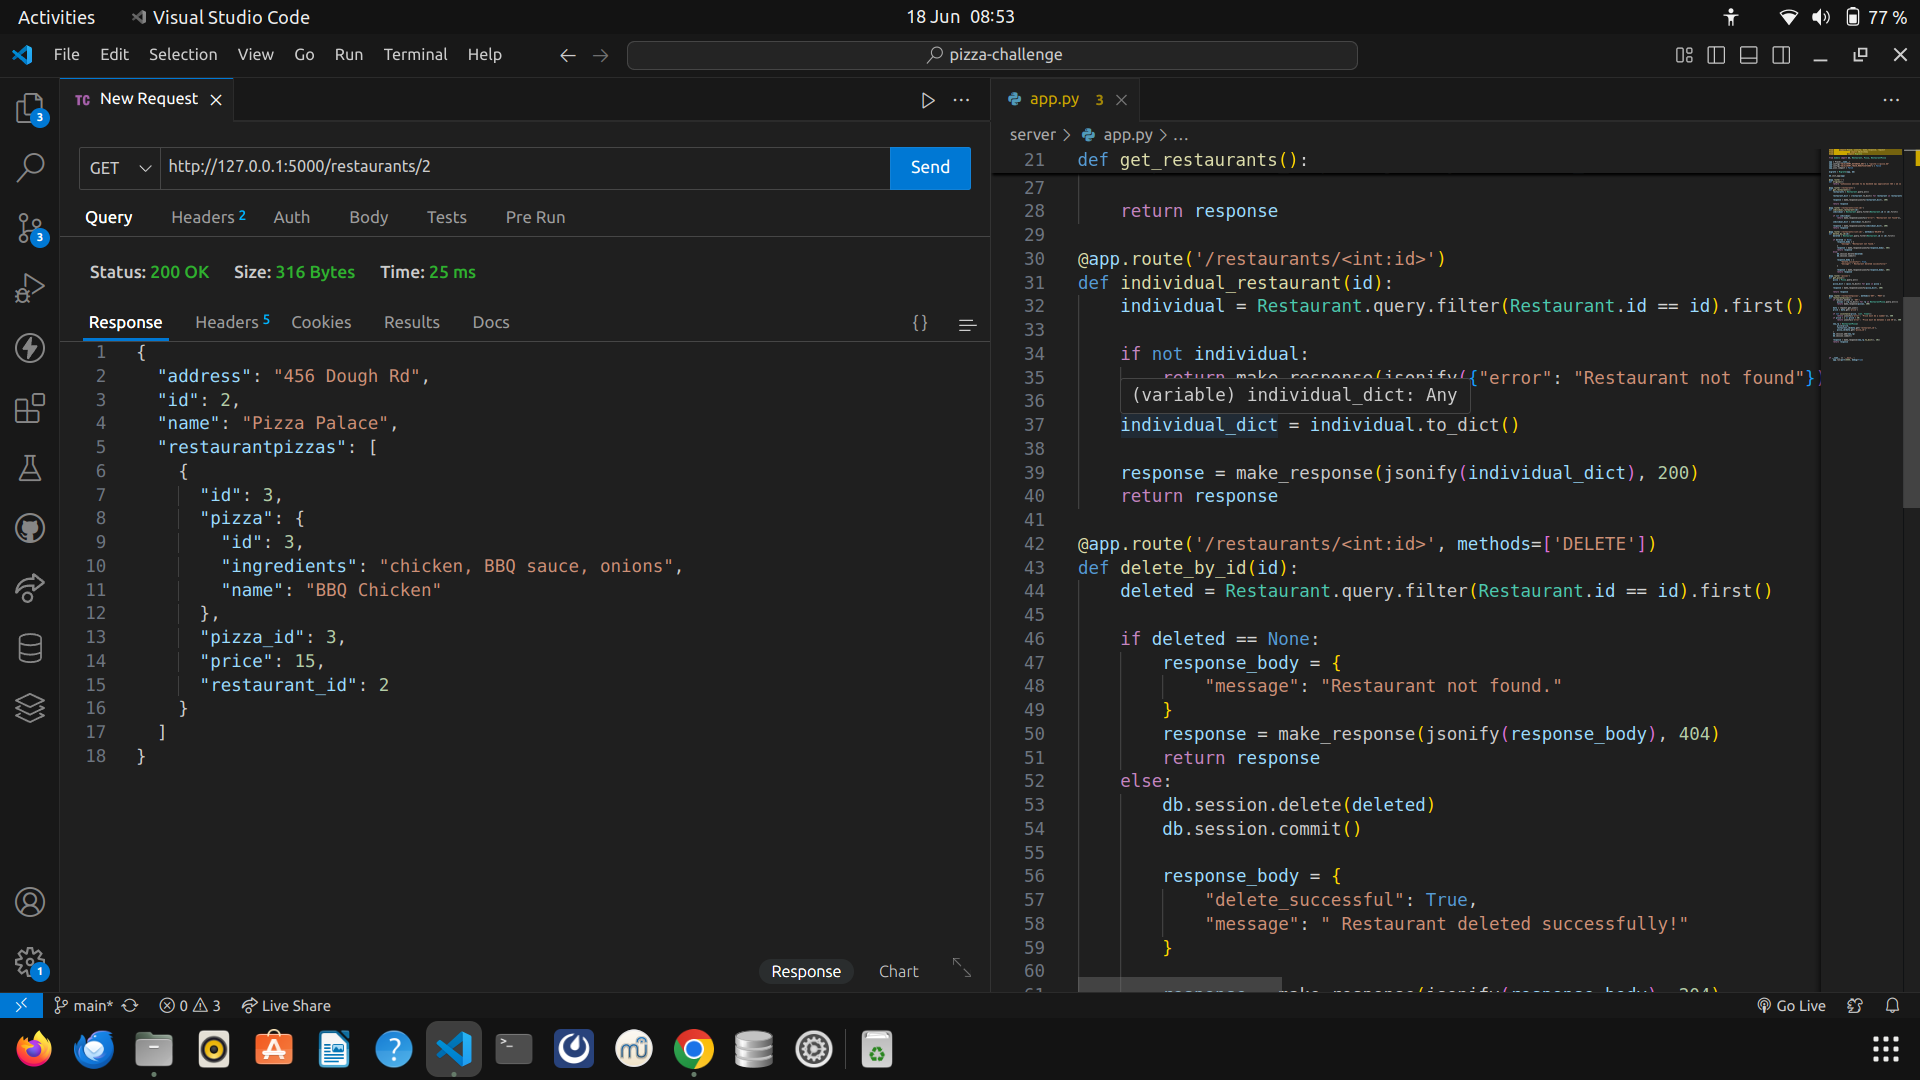 Activities
Visual Studio Code
18 Jun 08:53
77 %
File Edit Selection View Go Run Terminal Help
pizza-challenge
TC New Request
app.py 3
GET
http://127.0.0.1:5000/restaurants/2
Send
Query Headers 2 Auth Body Tests Pre Run
Status: 200 OK Size: 316 Bytes Time: 25 ms
Response Headers 5 Cookies Results Docs
{}
1 {
2 "address": "456 Dough Rd",
3 "id": 2,
4 "name": "Pizza Palace",
5 "restaurantpizzas": [
6 {
7 "id": 3,
8 "pizza": {
9 "id": 3,
10 "ingredients": "chicken, BBQ sauce, onions",
11 "name": "BBQ Chicken"
12 },
13 "pizza_id": 3,
14 "price": 15,
15 "restaurant_id": 2
16 }
17 ]
18 }
Response Chart
server > app.py > ...
21 def get_restaurants():
27
28 return response
29
30 @app.route('/restaurants/<int:id>')
31 def individual_restaurant(id):
32 individual = Restaurant.query.filter(Restaurant.id == id).first()
33
34 if not individual:
35 return make_response(jsonify({"error": "Restaurant not found"})
36 (variable) individual_dict: Any
37 individual_dict = individual.to_dict()
38
39 response = make_response(jsonify(individual_dict), 200)
40 return response
41
42 @app.route('/restaurants/<int:id>', methods=['DELETE'])
43 def delete_by_id(id):
44 deleted = Restaurant.query.filter(Restaurant.id == id).first()
45
46 if deleted == None:
47 response_body = {
48 "message": "Restaurant not found."
49 }
50 response = make_response(jsonify(response_body), 404)
51 return response
52 else:
53 db.session.delete(deleted)
54 db.session.commit()
55
56 response_body = {
57 "delete_successful": True,
58 "message": " Restaurant deleted successfully!"
59 }
60
61 response = make_response(jsonify(response_body), 204)
3
3
1
main* 0 3 Live Share
Go Live